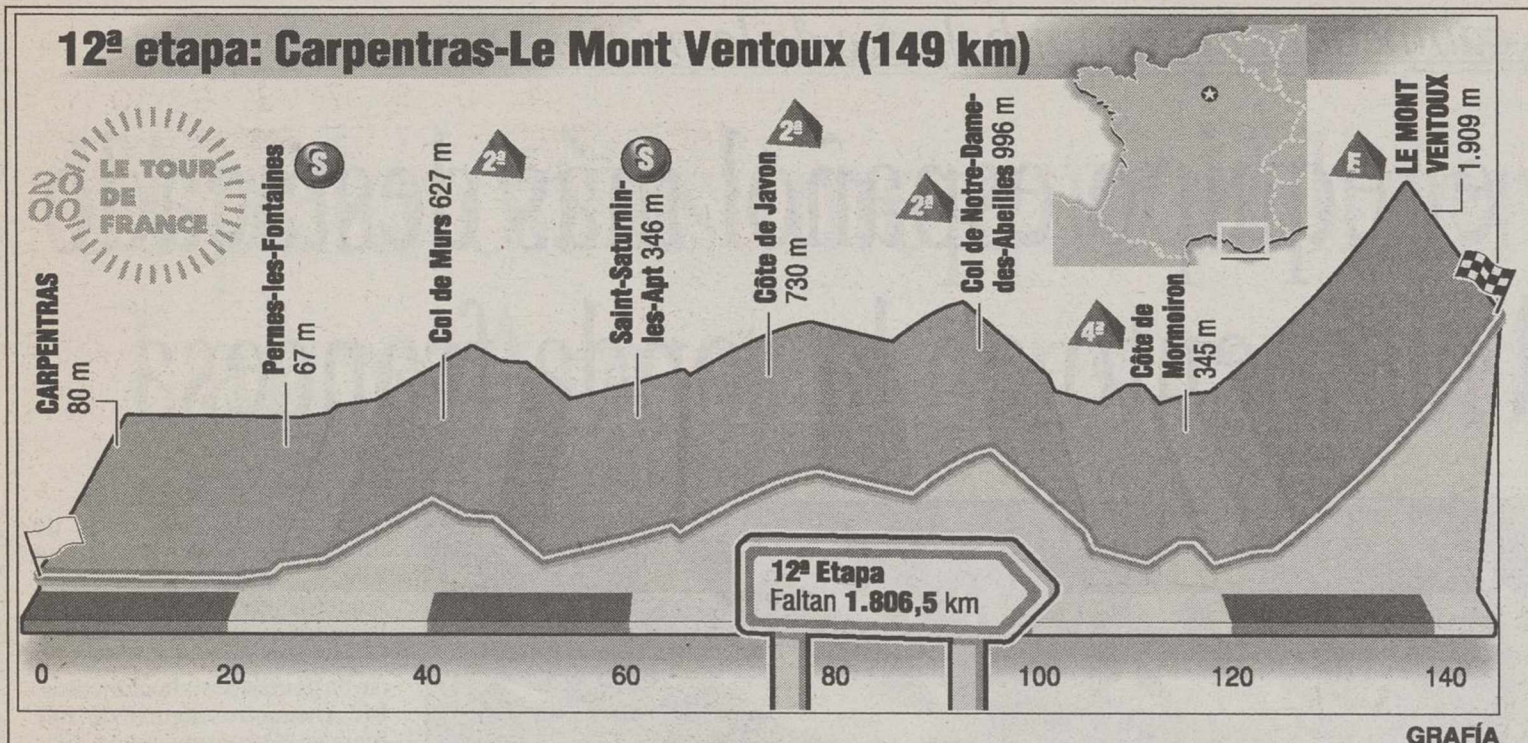 12ª etapa: Carpentras-Le Mont Ventoux (149 km)
20
00
LE TOUR
DE
FRANCE
CARPENTRAS
80 m
Pernes-les-Fontaines
67 m
S
Col de Murs 627 m
2ª
Saint-Saturnin-
les-Apt 346 m
S
Côte de Javon
730 m
2ª
Col de Notre-Dame-
des-Abeilles 996 m
2ª
Côte de
Mormoiron
345 m
4ª
LE MONT
VENTOUX
1.909 m
E
12ª Etapa
Faltan 1.806,5 km
0 20 40 60 80 100 120 140
GRAFÍA